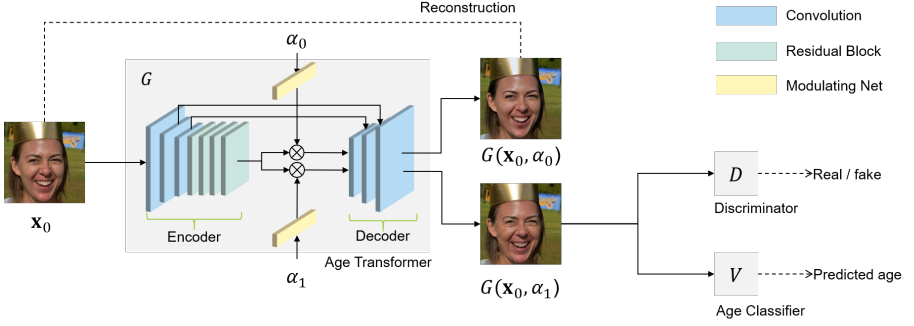 Reconstruction
Convolution
Residual Block
Modulating Net
α₀
G
x₀
Encoder
Decoder
Age Transformer
α₁
G(x₀, α₀)
G(x₀, α₁)
D
Real / fake
Discriminator
V
Predicted age
Age Classifier